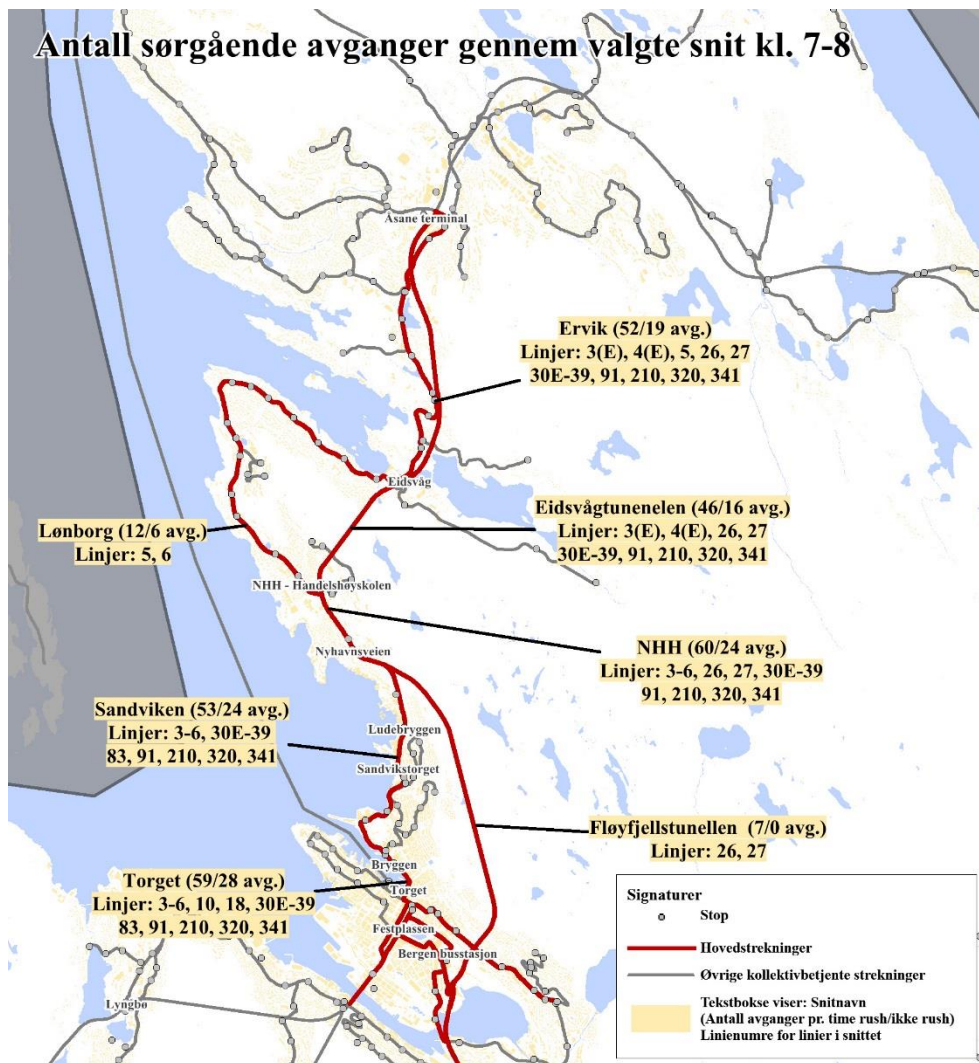 Antall sørgående avganger gennem valgte snit kl. 7-8
Åsane terminal
Ervik (52/19 avg.)
Linjer: 3(E), 4(E), 5, 26, 27
30E-39, 91, 210, 320, 341
Eidsvåg
Eidsvågtunenelen (46/16 avg.)
Linjer: 3(E), 4(E), 26, 27
30E-39, 91, 210, 320, 341
Lønborg (12/6 avg.)
Linjer: 5, 6
NHH - Handelshøyskolen
Nyhavnsveien
NHH (60/24 avg.)
Linjer: 3-6, 26, 27, 30E-39
91, 210, 320, 341
Sandviken (53/24 avg.)
Linjer: 3-6, 30E-39
83, 91, 210, 320, 341
Ludebryggen
Sandvikstorget
Fløyfjellstunellen (7/0 avg.)
Linjer: 26, 27
Bryggen
Torget (59/28 avg.)
Linjer: 3-6, 10, 18, 30E-39
83, 91, 210, 320, 341
Torget
Festplassen
Bergen busstasjon
Lyngbø
Signaturer
Stop
Hovedstrekninger
Øvrige kollektivbetjente strekninger
Tekstbokse viser: Snitnavn
(Antall avganger pr. time rush/ikke rush)
Linienumre for linier i snittet